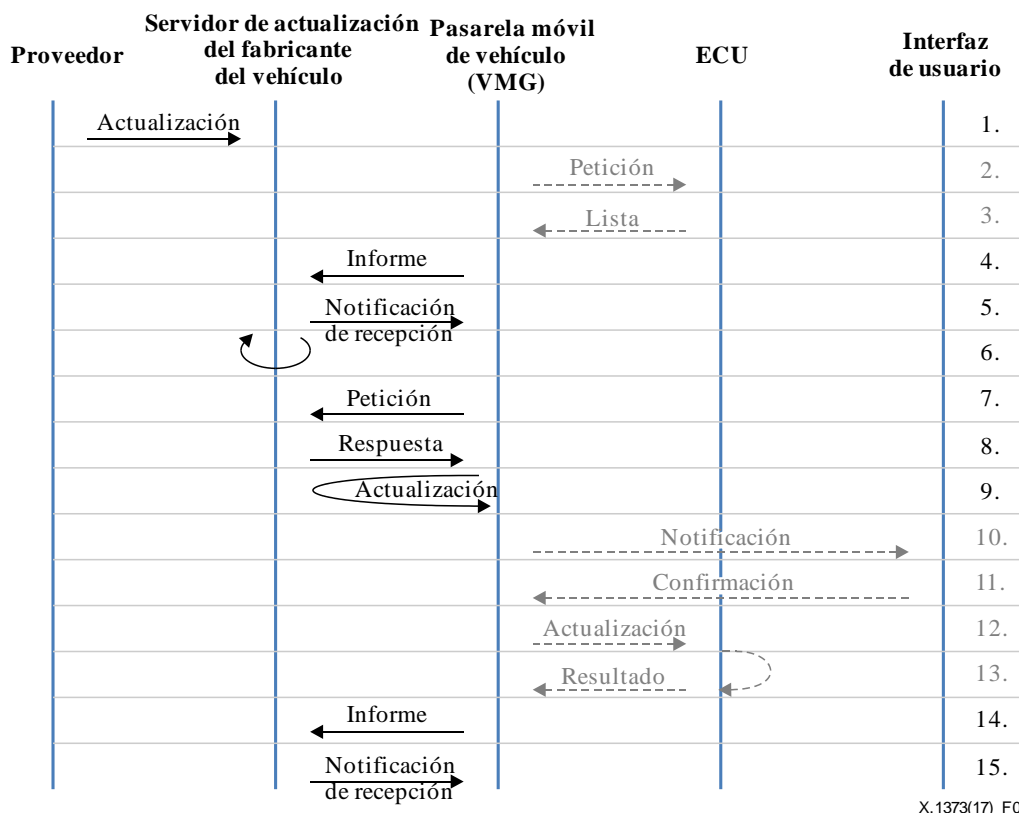 Proveedor
Servidor de actualización
del fabricante
del vehículo
Pasarela móvil
de vehículo
(VMG)
ECU
Interfaz
de usuario
Actualización
1.
Petición
2.
Lista
3.
Informe
4.
Notificación
de recepción
5.
6.
Petición
7.
Respuesta
8.
Actualización
9.
Notificación
10.
Confirmación
11.
Actualización
12.
Resultado
13.
Informe
14.
Notificación
de recepción
15.
X.1373(17)_F0